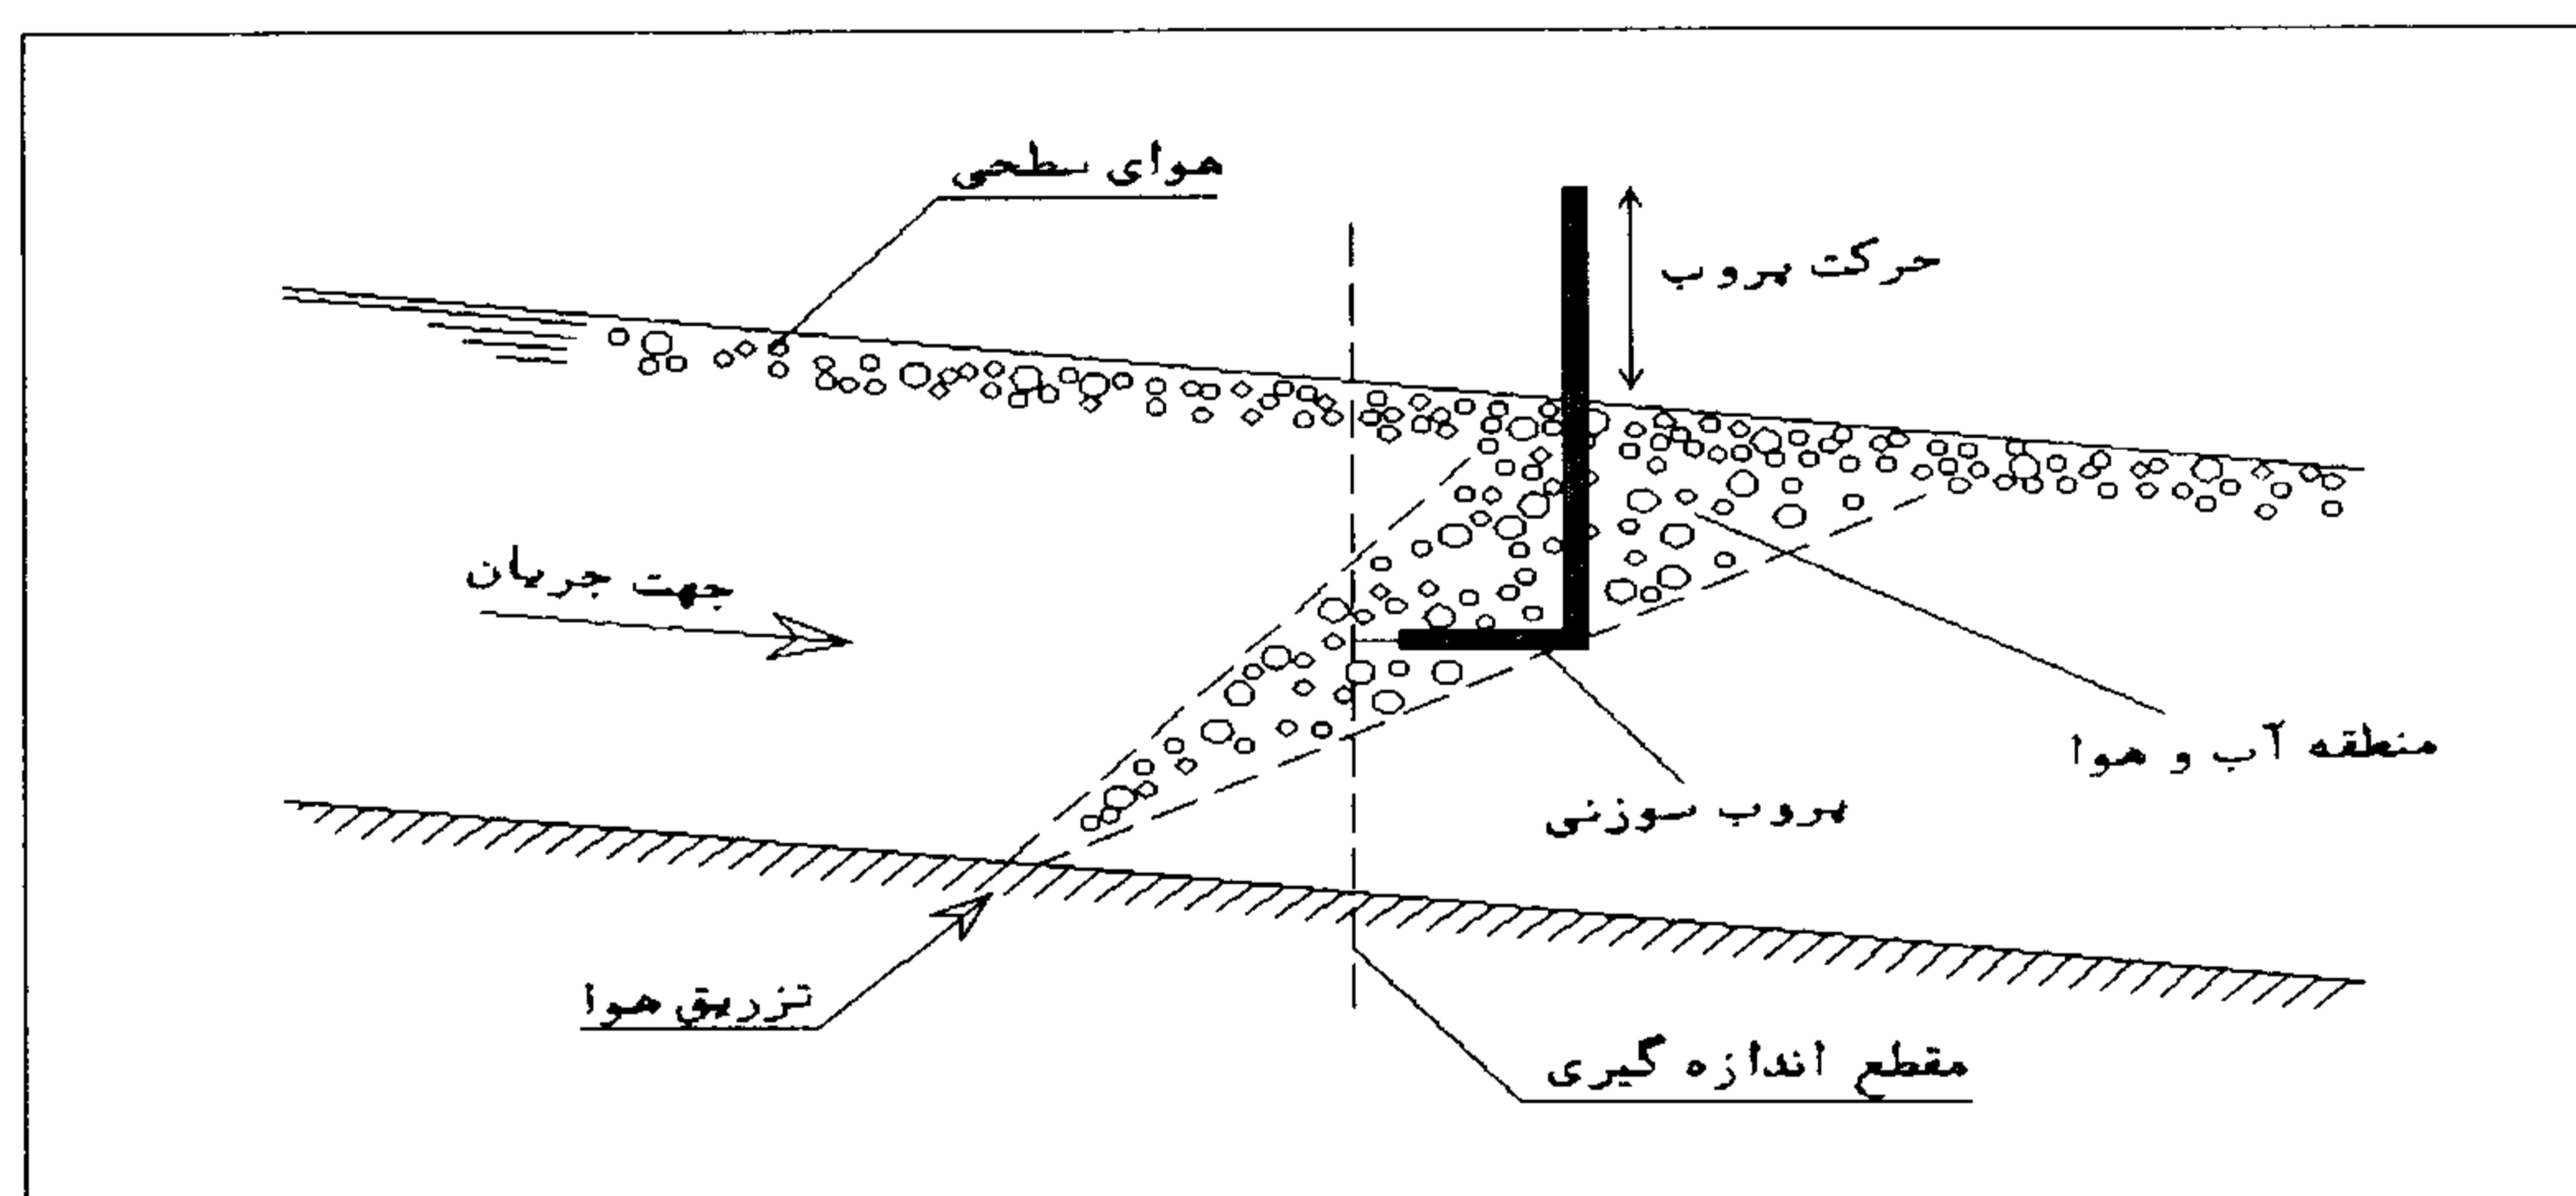 هوای سطحی
حرکت پروب
جهت جریان
منطقه آب و هوا
پروب سوزنی
تزریق هوا
مقطع اندازه گیری